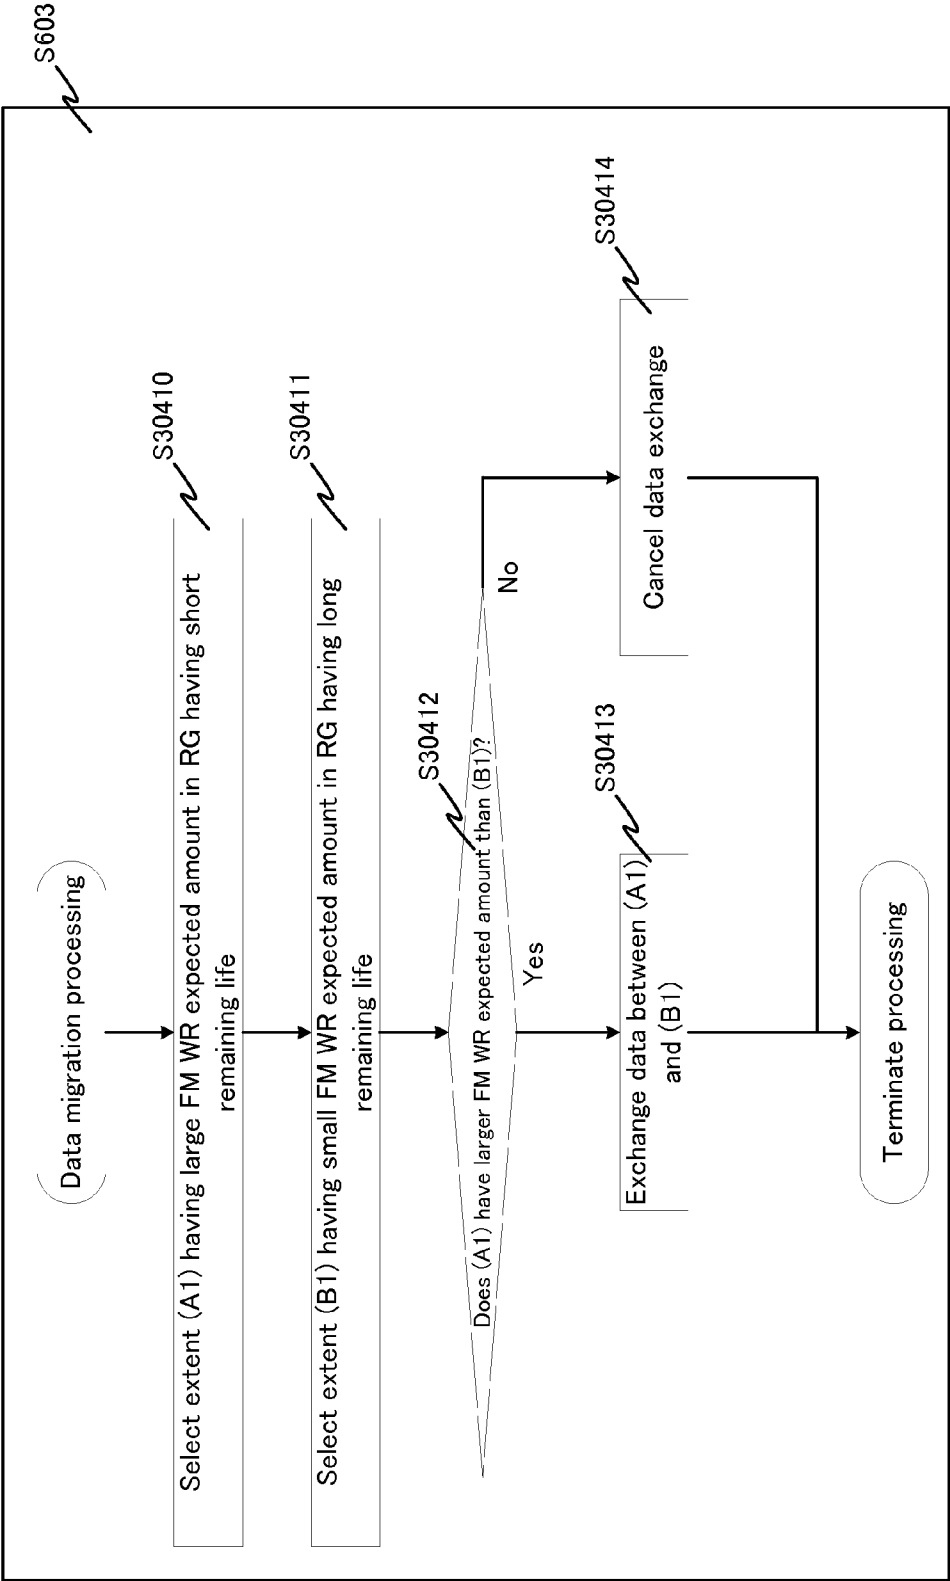 S603
Data migration processing
S30410
Select extent (A1) having large FM WR expected amount in RG having short
remaining life
S30411
Select extent (B1) having small FM WR expected amount in RG having long
remaining life
S30412
Does (A1) have larger FM WR expected amount than (B1)?
No
Yes
S30413
Exchange data between (A1)
and (B1)
S30414
Cancel data exchange
Terminate processing